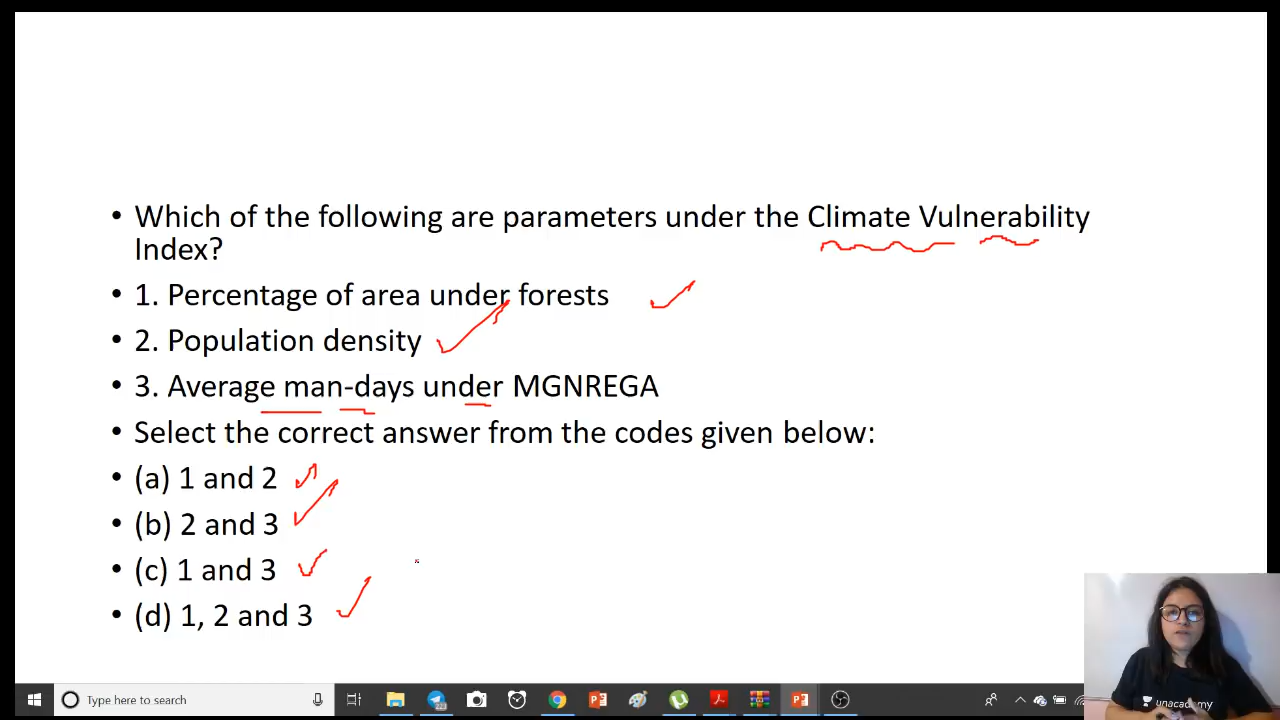 • Which of the following are parameters under the Climate Vulnerability
Index?
• 1. Percentage of area under forests
• 2. Population density
• 3. Average man-days under MGNREGA
• Select the correct answer from the codes given below:
• (a) 1 and 2
• (b) 2 and 3
• (c) 1 and 3
• (d) 1, 2 and 3
unacademy
Type here to search